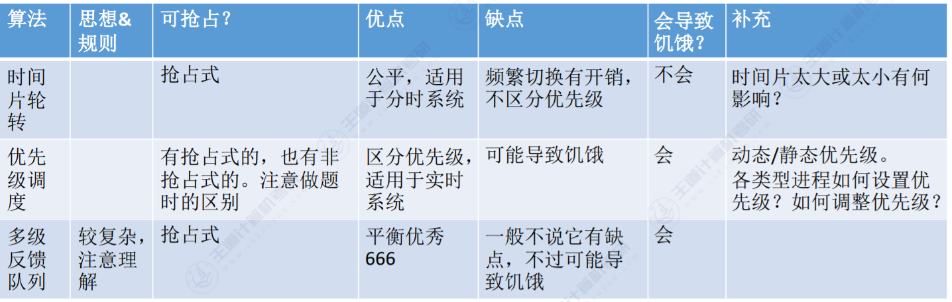 算法 思想& 可抢占？ 优点 缺点 会导致 补充
规则 饥饿？
时间 抢占式 公平，适用 频繁切换有开销， 不会 时间片太大或太小有何
片轮 于分时系统 不区分优先级 影响？
转
优先 有抢占式的，也有非 区分优先级， 可能导致饥饿 会 动态/静态优先级。
级调 抢占式的。注意做题 适用于实时 各类型进程如何设置优
度 时的区别 系统 先级？如何调整优先级？
多级 较复杂， 抢占式 平衡优秀 一般不说它有缺 会
反馈 注意理 666 点，不过可能导
队列 解 致饥饿